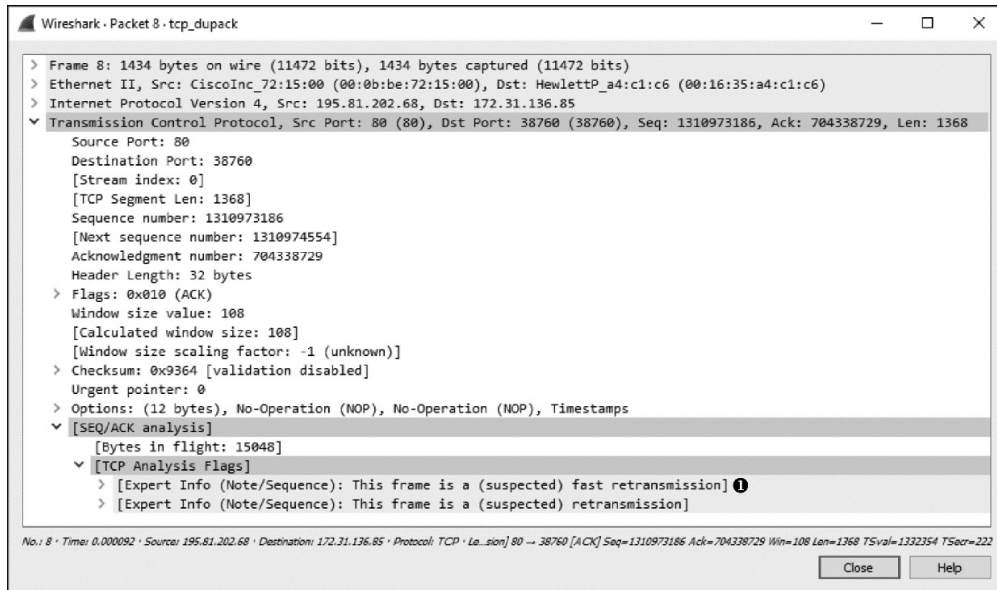 Wireshark · Packet 8 · tcp_dupack
Frame 8: 1434 bytes on wire (11472 bits), 1434 bytes captured (11472 bits)
Ethernet II, Src: CiscoInc_72:15:00 (00:0b:be:72:15:00), Dst: HewlettP_a4:c1:c6 (00:16:35:a4:c1:c6)
Internet Protocol Version 4, Src: 195.81.202.68, Dst: 172.31.136.85
Transmission Control Protocol, Src Port: 80 (80), Dst Port: 38760 (38760), Seq: 1310973186, Ack: 704338729, Len: 1368
Source Port: 80
Destination Port: 38760
[Stream index: 0]
[TCP Segment Len: 1368]
Sequence number: 1310973186
[Next sequence number: 1310974554]
Acknowledgment number: 704338729
Header Length: 32 bytes
Flags: 0x010 (ACK)
Window size value: 108
[Calculated window size: 108]
[Window size scaling factor: -1 (unknown)]
Checksum: 0x9364 [validation disabled]
Urgent pointer: 0
Options: (12 bytes), No-Operation (NOP), No-Operation (NOP), Timestamps
[SEQ/ACK analysis]
[Bytes in flight: 15048]
[TCP Analysis Flags]
[Expert Info (Note/Sequence): This frame is a (suspected) fast retransmission] ❶
[Expert Info (Note/Sequence): This frame is a (suspected) retransmission]
No.: 8 · Time: 0.000092 · Source: 195.81.202.68 · Destination: 172.31.136.85 · Protocol: TCP · Le...sion] 80 → 38760 [ACK] Seq=1310973186 Ack=704338729 Win=108 Len=1368 TSval=1332354 TSecr=222
Close Help